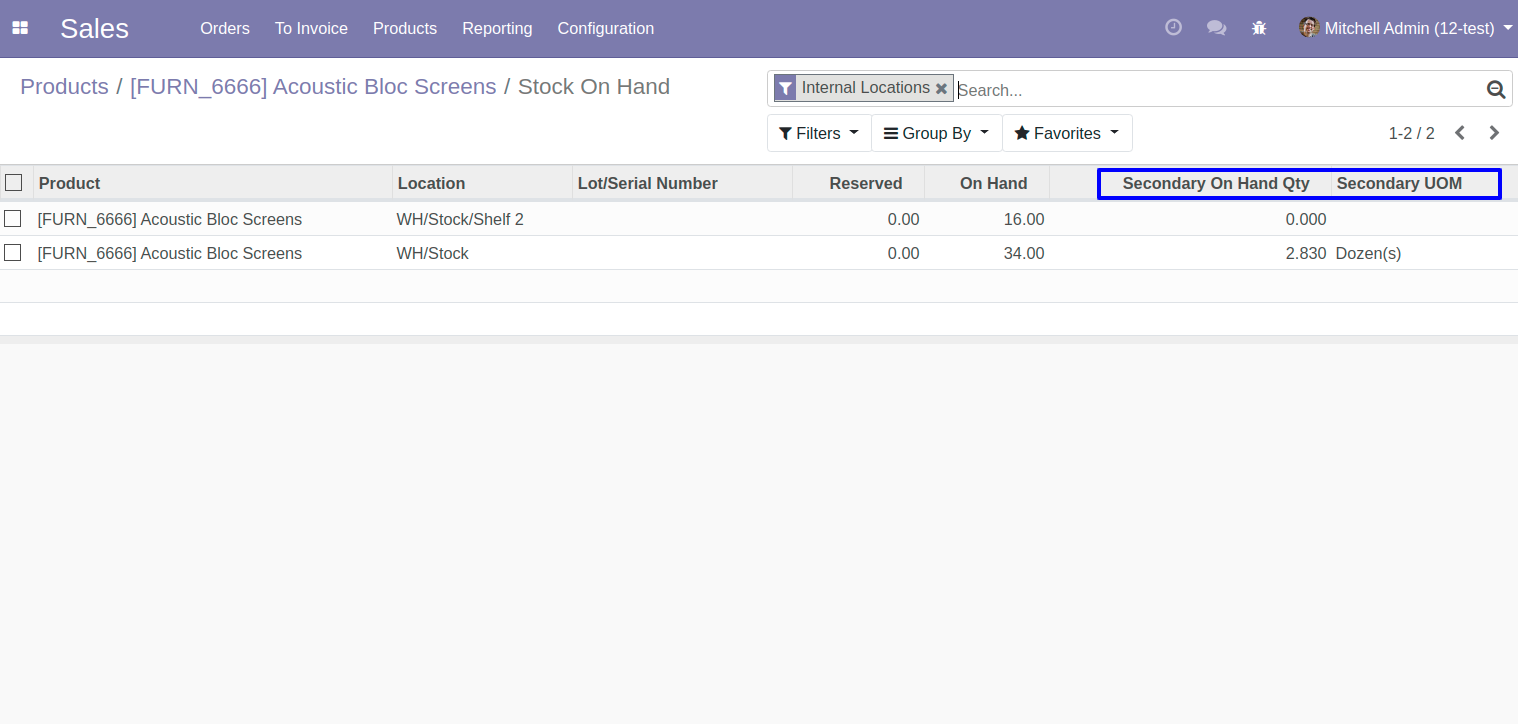 Sales Orders To Invoice Products Reporting Configuration Mitchell Admin (12-test)
Products / [FURN_6666] Acoustic Bloc Screens / Stock On Hand
Internal Locations Search...
Filters Group By Favorites 1-2 / 2
Product Location Lot/Serial Number Reserved On Hand Secondary On Hand Qty Secondary UOM
[FURN_6666] Acoustic Bloc Screens WH/Stock/Shelf 2 0.00 16.00 0.000
[FURN_6666] Acoustic Bloc Screens WH/Stock 0.00 34.00 2.830 Dozen(s)